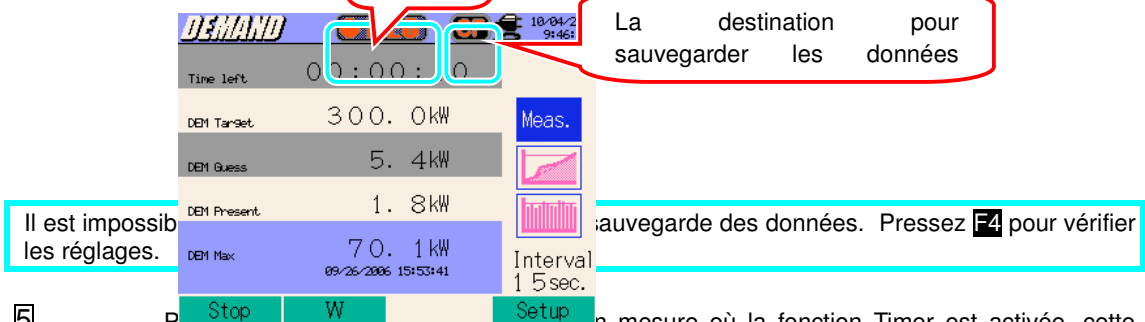 DEMAND
10/04/2
9:46:
La destination pour
sauvegarder les données
Time left 00:00: 0
DEM Target 300.0kW
Meas.
DEM Guess 5.4kW
DEM Present 1.8kW
Il est impossib sauvegarde des données. Pressez F4 pour vérifier
les réglages.
DEM Max 70.1kW
09/26/2006 15:53:41
Interval
15sec.
Stop W Setup
5 mesure où la fonction Timer est activée, cette